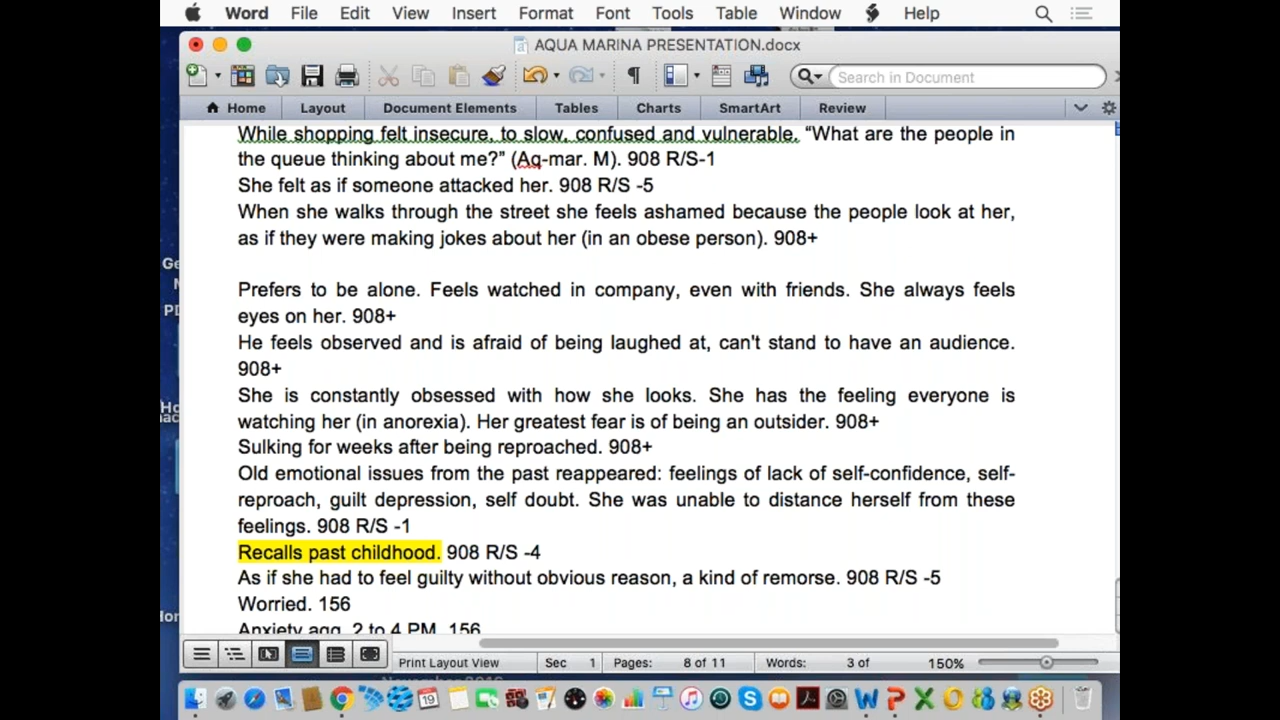 Word File Edit View Insert Format Font Tools Table Window Help
AQUA MARINA PRESENTATION.docx
Search in Document
Home Layout Document Elements Tables Charts SmartArt Review
While shopping felt insecure, to slow, confused and vulnerable. “What are the people in
the queue thinking about me?” (Aq-mar. M). 908 R/S-1
She felt as if someone attacked her. 908 R/S -5
When she walks through the street she feels ashamed because the people look at her,
as if they were making jokes about her (in an obese person). 908+
Prefers to be alone. Feels watched in company, even with friends. She always feels
eyes on her. 908+
He feels observed and is afraid of being laughed at, can't stand to have an audience.
908+
She is constantly obsessed with how she looks. She has the feeling everyone is
watching her (in anorexia). Her greatest fear is of being an outsider. 908+
Sulking for weeks after being reproached. 908+
Old emotional issues from the past reappeared: feelings of lack of self-confidence, self-
reproach, guilt depression, self doubt. She was unable to distance herself from these
feelings. 908 R/S -1
Recalls past childhood. 908 R/S -4
As if she had to feel guilty without obvious reason, a kind of remorse. 908 R/S -5
Worried. 156
Anxiety agg. 2 to 4 PM. 156
Print Layout View Sec 1 Pages: 8 of 11 Words: 3 of 150%
19